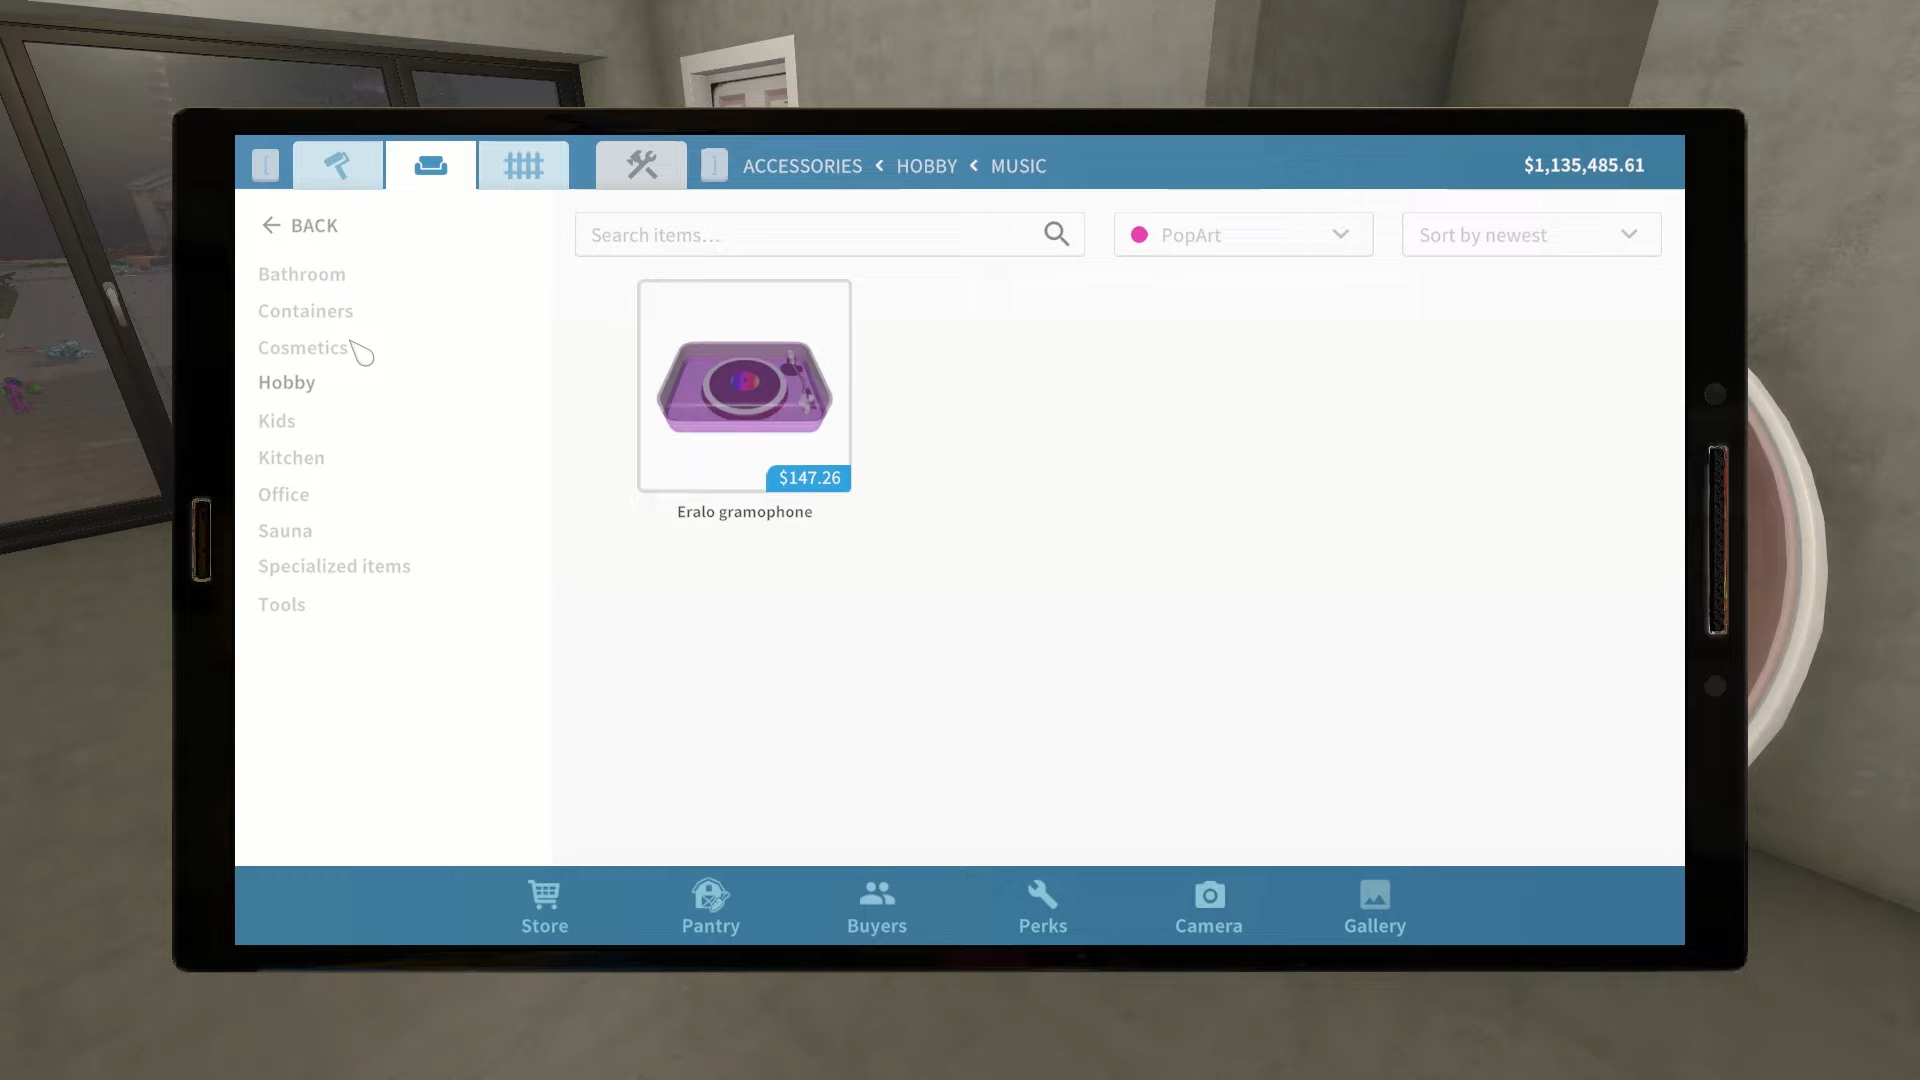 [
] ACCESSORIES < HOBBY < MUSIC
$1,135,485.61
BACK
Search items...
PopArt
Sort by newest
Bathroom
Containers
Cosmetics
Hobby
Kids
Kitchen
Office
Sauna
Specialized items
Tools
$147.26
Eralo gramophone
Store
Pantry
Buyers
Perks
Camera
Gallery